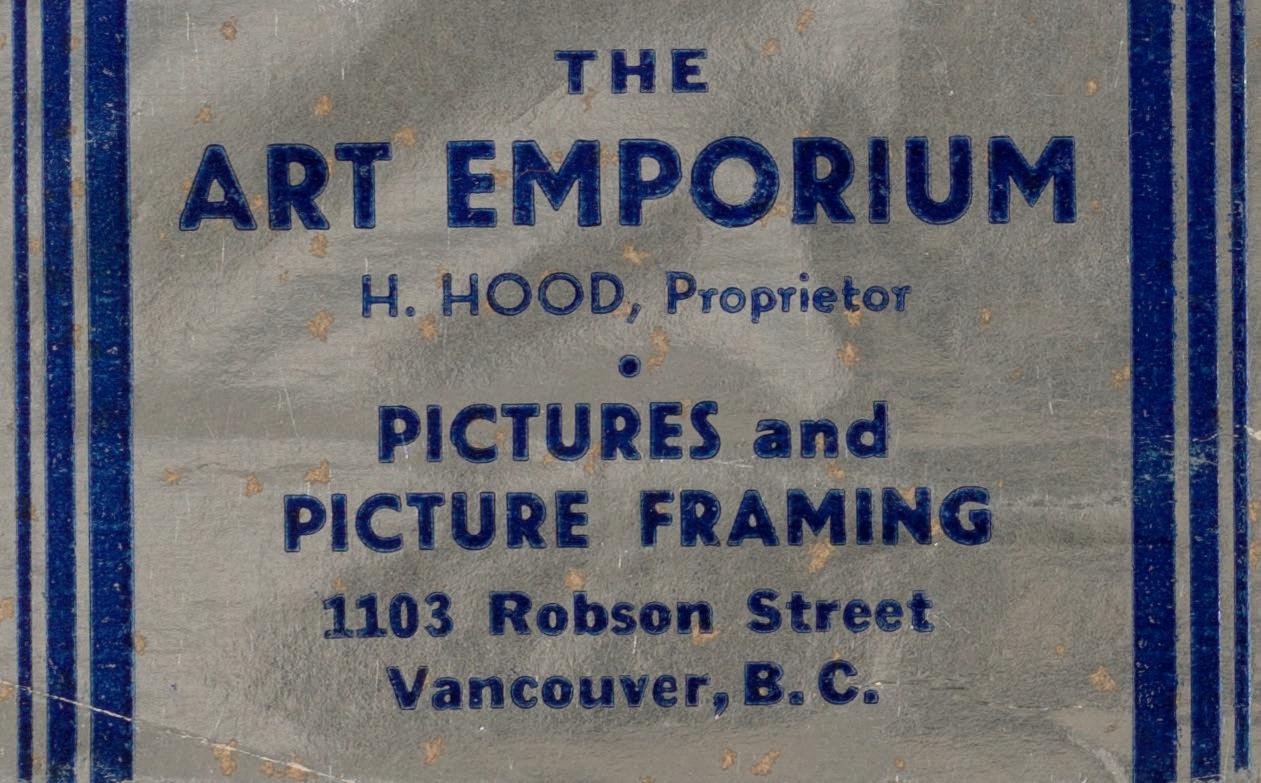 THE
ART EMPORIUM
H. HOOD, Proprietor
•
PICTURES and
PICTURE FRAMING
1103 Robson Street
Vancouver, B. C.